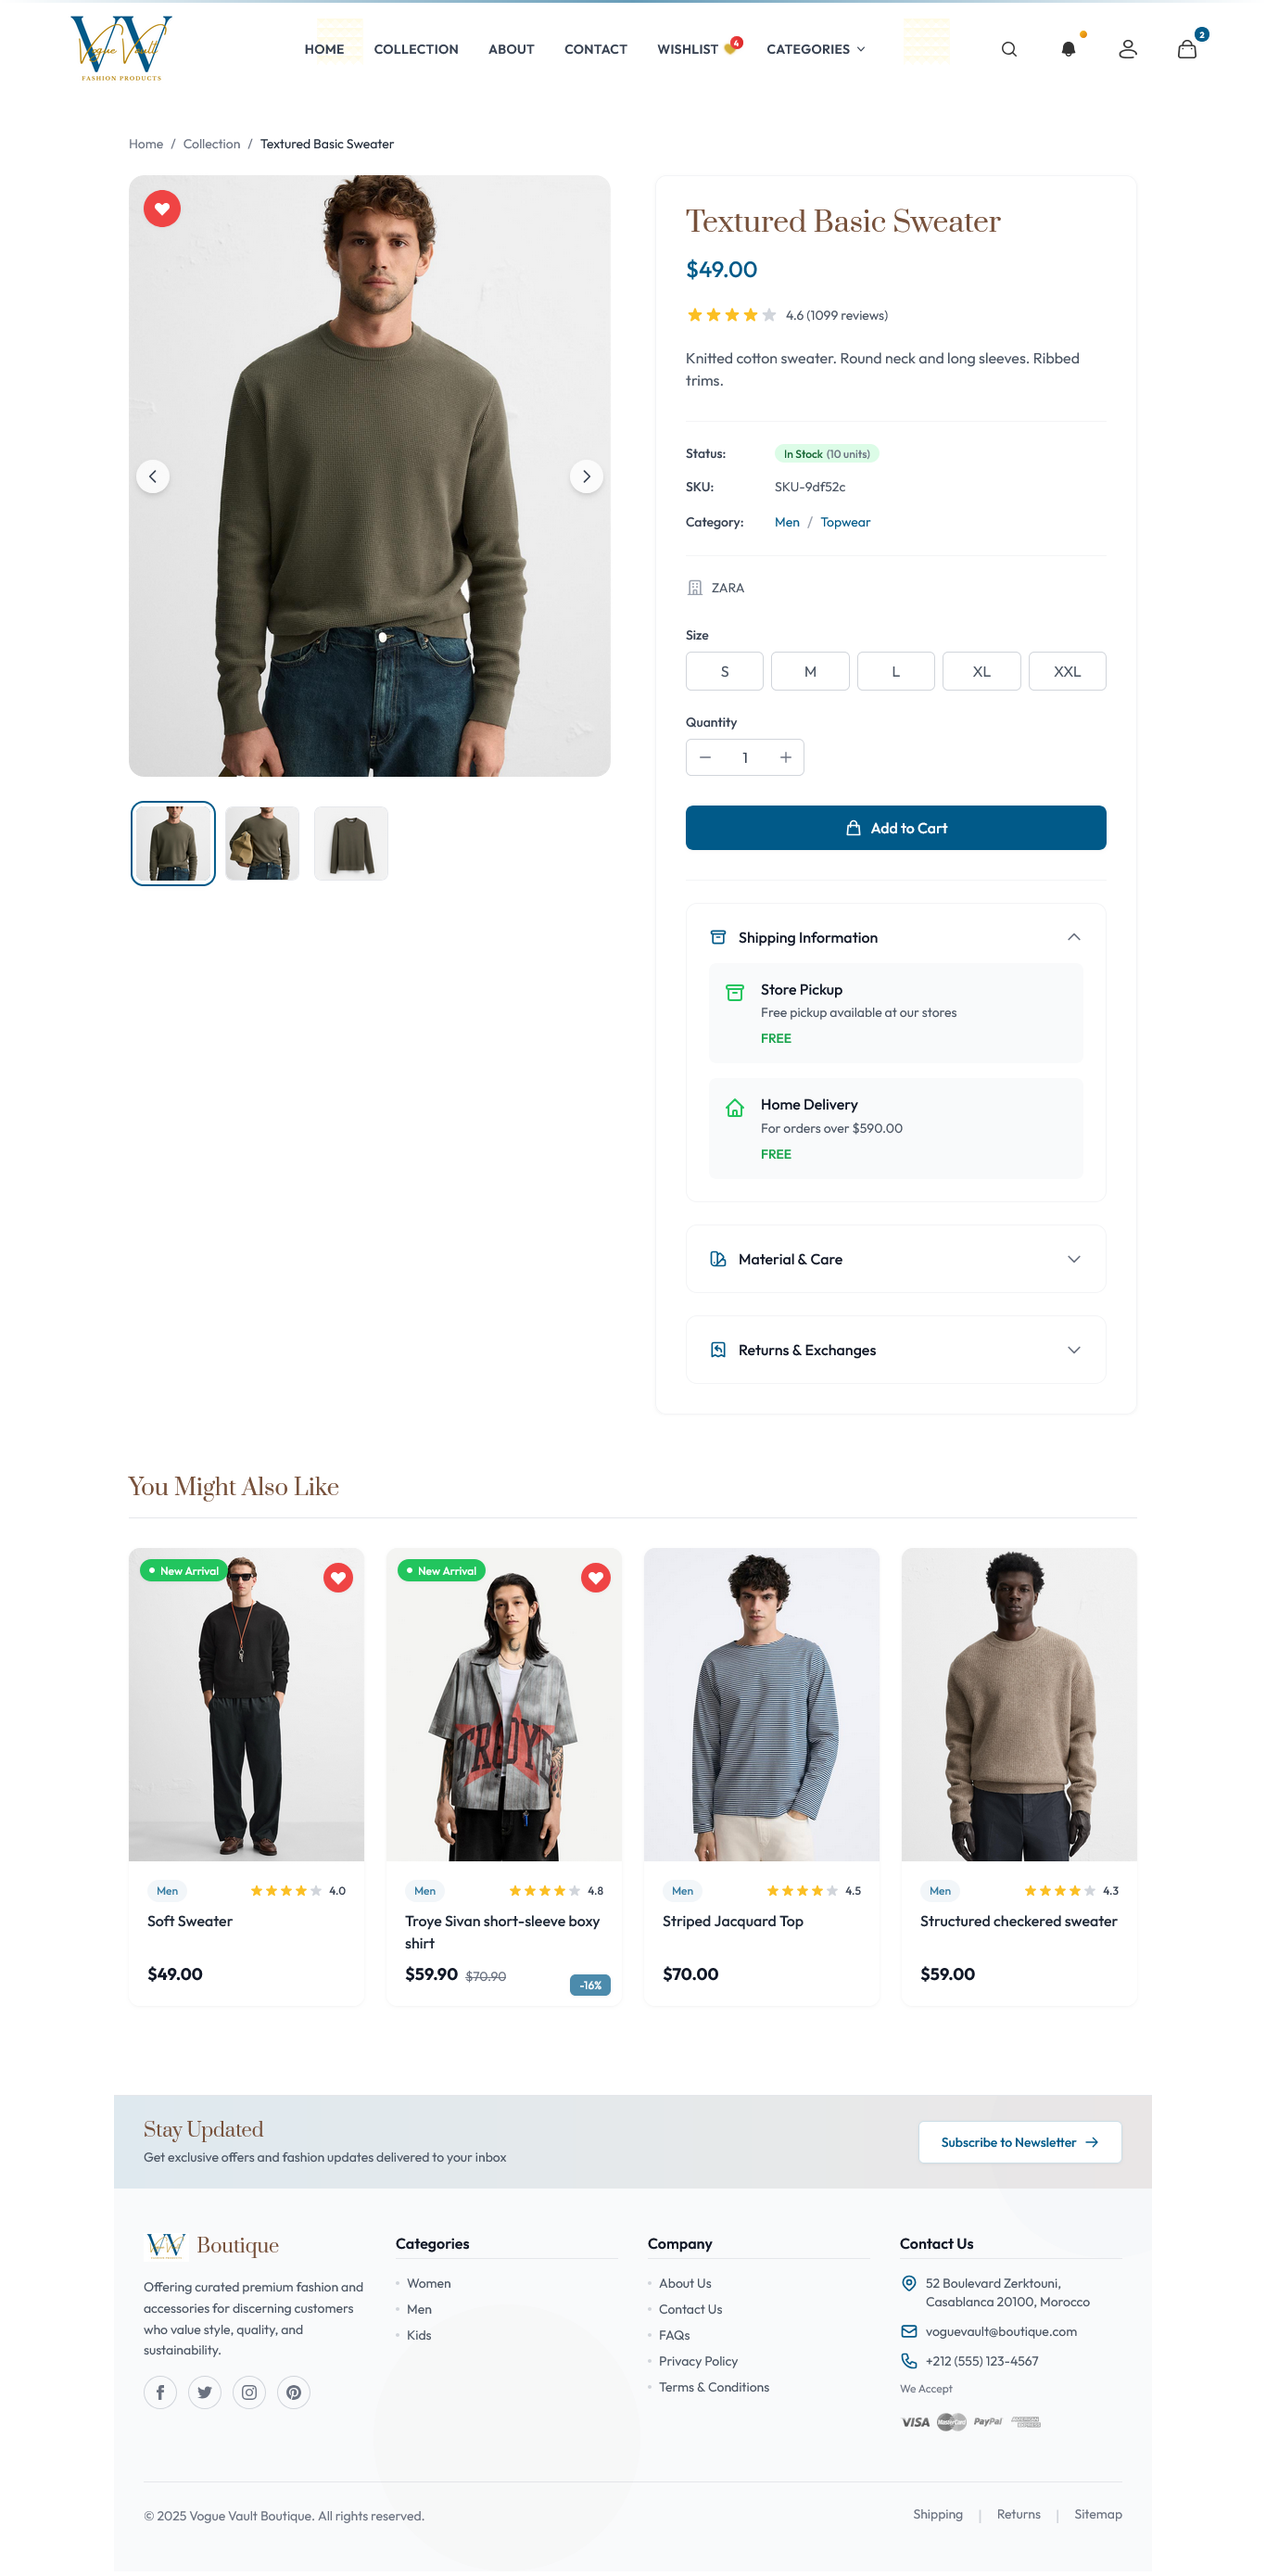 VV
Vogue Vault
FASHION PRODUCTS
HOME
COLLECTION
ABOUT
CONTACT
WISHLIST
4
CATEGORIES
2
Home / Collection / Textured Basic Sweater
Textured Basic Sweater
$49.00
4.6 (1099 reviews)
Knitted cotton sweater. Round neck and long sleeves. Ribbed
trims.
Status: In Stock (10 units)
SKU: SKU-9df52c
Category: Men / Topwear
ZARA
Size
S M L XL XXL
Quantity
1
Add to Cart
Shipping Information
Store Pickup
Free pickup available at our stores
FREE
Home Delivery
For orders over $590.00
FREE
Material & Care
Returns & Exchanges
You Might Also Like
New Arrival
Men 4.0
Soft Sweater
$49.00
New Arrival
TROYE
Men 4.8
Troye Sivan short-sleeve boxy
shirt
$59.90 $70.90
-16%
Men 4.5
Striped Jacquard Top
$70.00
Men 4.3
Structured checkered sweater
$59.00
Stay Updated
Get exclusive offers and fashion updates delivered to your inbox
Subscribe to Newsletter
VV
Boutique
Offering curated premium fashion and
accessories for discerning customers
who value style, quality, and
sustainability.
Categories
Women
Men
Kids
Company
About Us
Contact Us
FAQs
Privacy Policy
Terms & Conditions
Contact Us
52 Boulevard Zerktouni,
Casablanca 20100, Morocco
voguevault@boutique.com
+212 (555) 123-4567
We Accept
VISA MasterCard PayPal AMERICAN EXPRESS
© 2025 Vogue Vault Boutique. All rights reserved.
Shipping | Returns | Sitemap